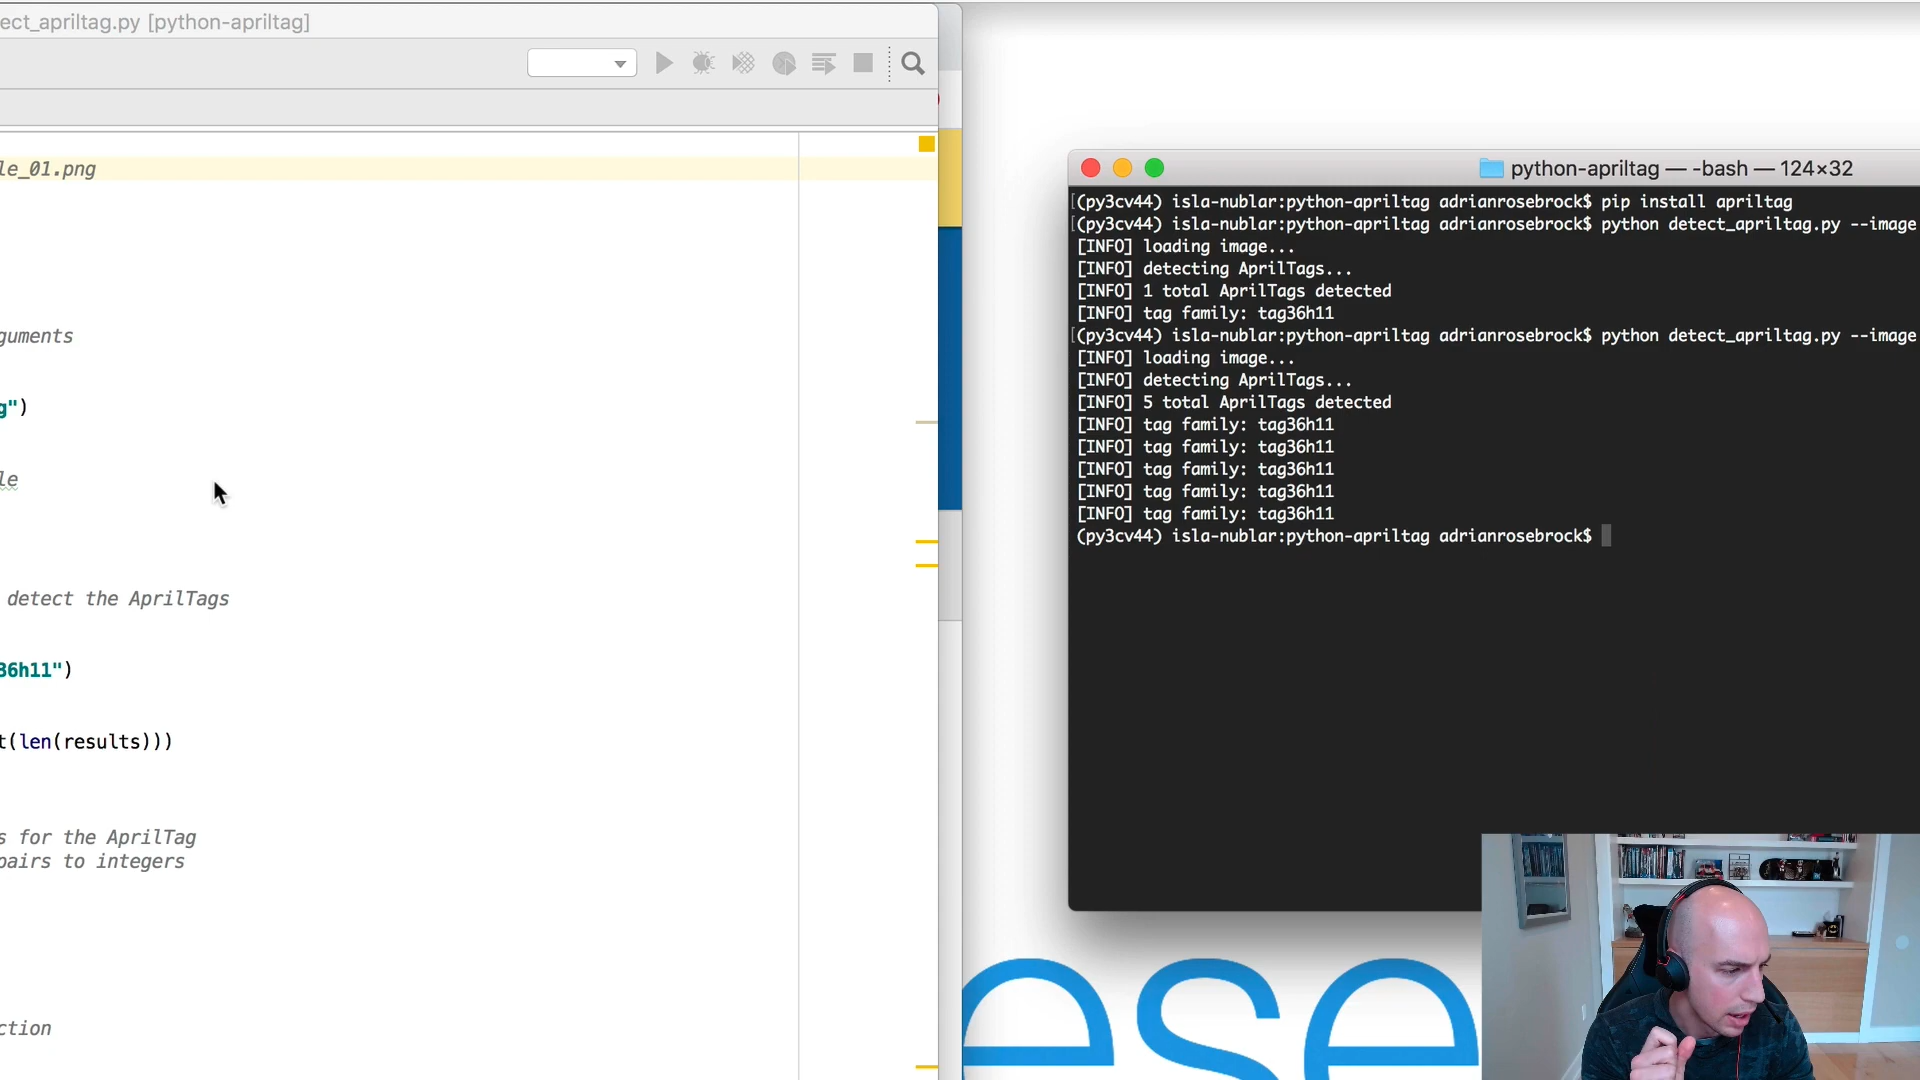 ect_apriltag.py [python-apriltag]
le_01.png
guments
g")
le
detect the AprilTags
36h11")
t(len(results)))
s for the AprilTag
pairs to integers
ction
python-apriltag — -bash — 124×32
(py3cv44) isla-nublar:python-apriltag adrianrosebrock$ pip install apriltag
(py3cv44) isla-nublar:python-apriltag adrianrosebrock$ python detect_apriltag.py --image
[INFO] loading image...
[INFO] detecting AprilTags...
[INFO] 1 total AprilTags detected
[INFO] tag family: tag36h11
(py3cv44) isla-nublar:python-apriltag adrianrosebrock$ python detect_apriltag.py --image
[INFO] loading image...
[INFO] detecting AprilTags...
[INFO] 5 total AprilTags detected
[INFO] tag family: tag36h11
[INFO] tag family: tag36h11
[INFO] tag family: tag36h11
[INFO] tag family: tag36h11
[INFO] tag family: tag36h11
(py3cv44) isla-nublar:python-apriltag adrianrosebrock$
ese